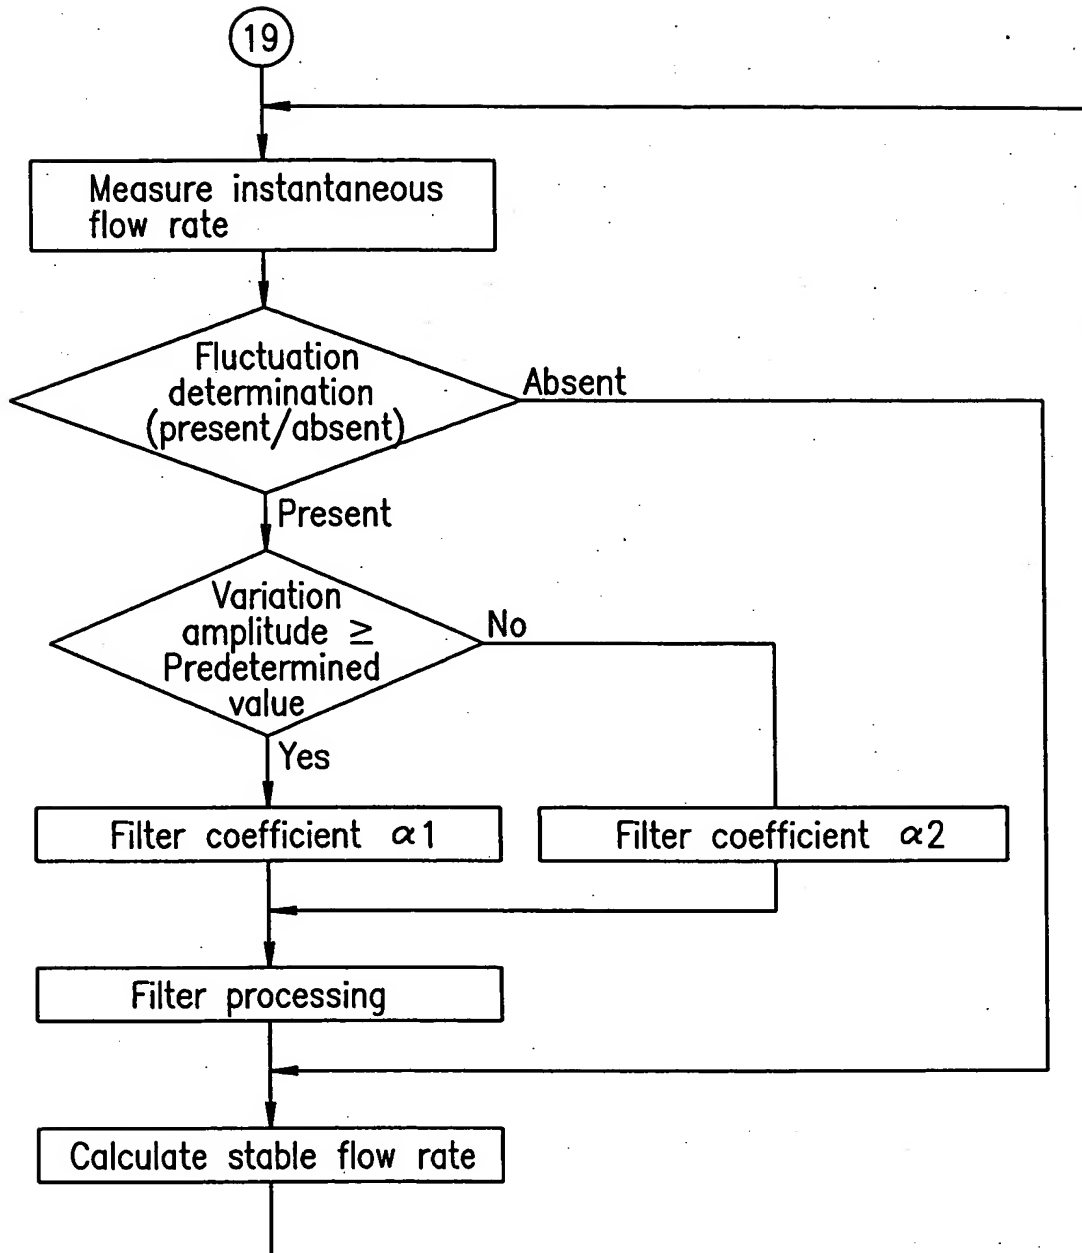 19
Measure instantaneous
flow rate
Fluctuation
determination
(present/absent)
Absent
Present
Variation
amplitude ≥
Predetermined
value
No
Yes
Filter coefficient α1
Filter coefficient α2
Filter processing
Calculate stable flow rate